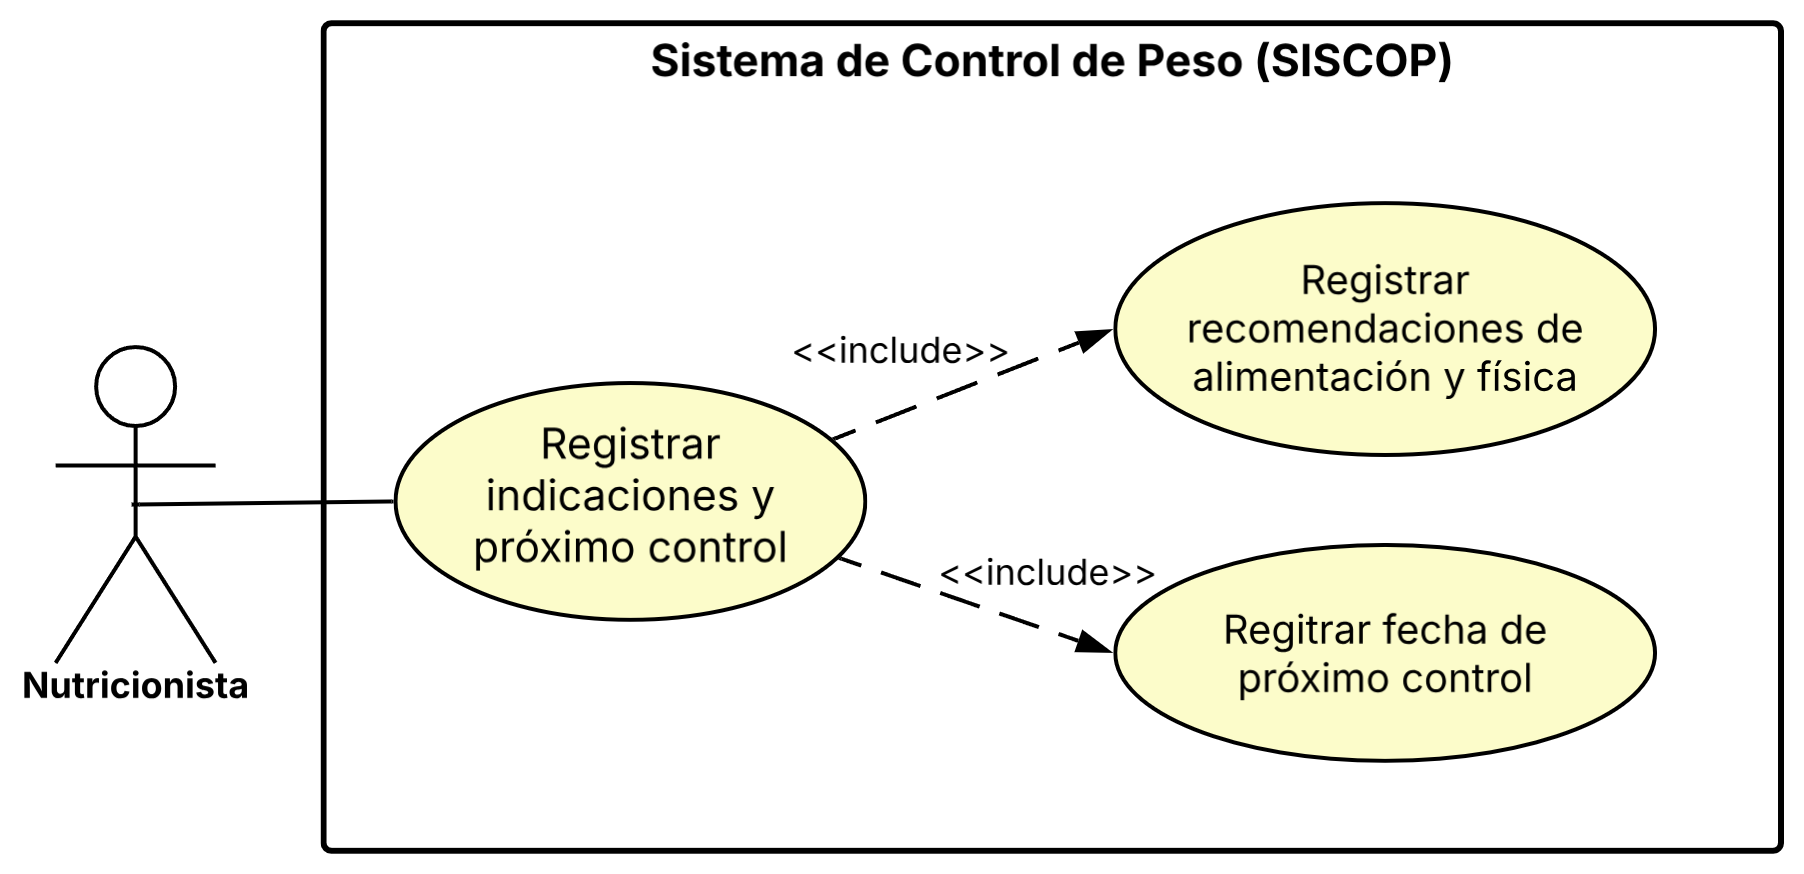 Sistema de Control de Peso (SISCOP)
Registrar
recomendaciones de
alimentación y física
<<include>>
Registrar
indicaciones y
próximo control
<<include>>
Regitrar fecha de
próximo control
Nutricionista